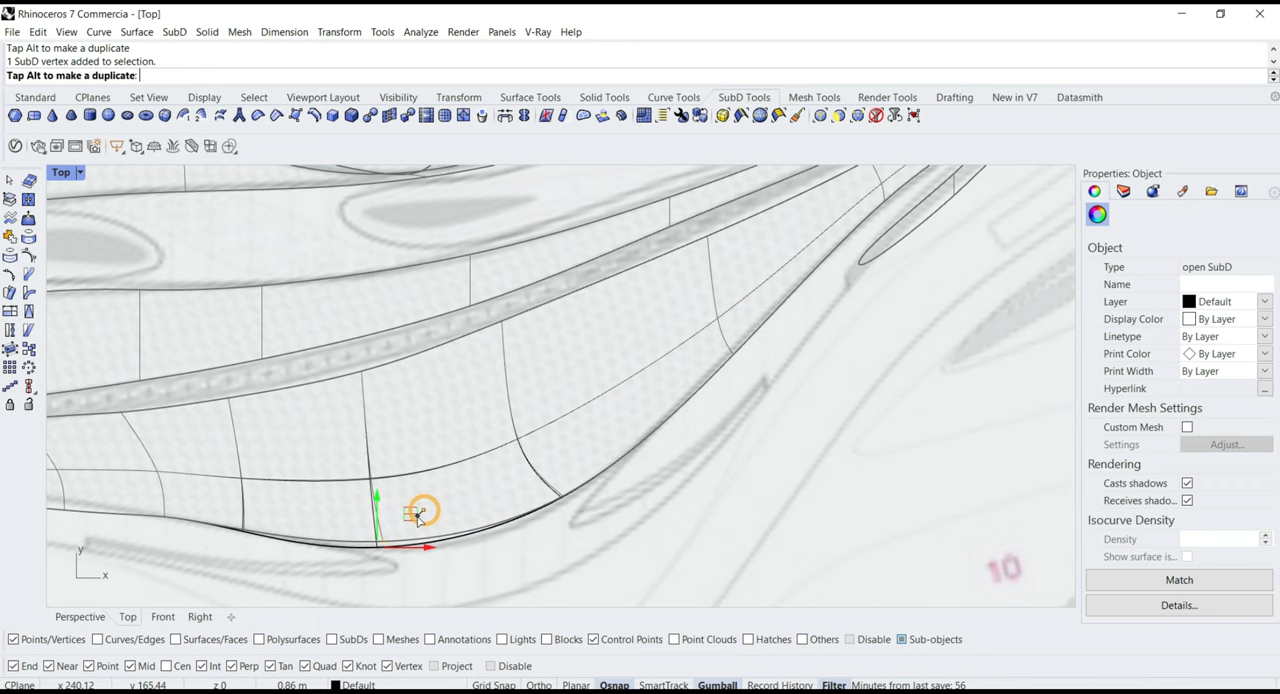 Rhinoceros 7 Commercia - [Top]
File Edit View Curve Surface SubD Solid Mesh Dimension Transform Tools Analyze Render Panels V-Ray Help
Tap Alt to make a duplicate
1 SubD vertex added to selection.
Tap Alt to make a duplicate:
Standard CPlanes Set View Display Select Viewport Layout Visibility Transform Surface Tools Solid Tools Curve Tools SubD Tools Mesh Tools Render Tools Drafting New in V7 Datasmith
Top
Properties: Object
Object
Type open SubD
Name
Layer Default
Display Color By Layer
Linetype By Layer
Print Color By Layer
Print Width By Layer
Hyperlink ...
Render Mesh Settings
Custom Mesh
Settings Adjust...
Rendering
Casts shadows
Receives shado...
Isocurve Density
Density
Show surface is...
Match
Details...
y
x
10
Perspective Top Front Right
Points/Vertices Curves/Edges Surfaces/Faces Polysurfaces SubDs Meshes Annotations Lights Blocks Control Points Point Clouds Hatches Others Disable Sub-objects
End Near Point Mid Cen Int Perp Tan Quad Knot Vertex Project Disable
CPlane x 240.12 y 165.44 z 0 0.86 m Default Grid Snap Ortho Planar Osnap SmartTrack Gumball Record History Filter Minutes from last save: 56